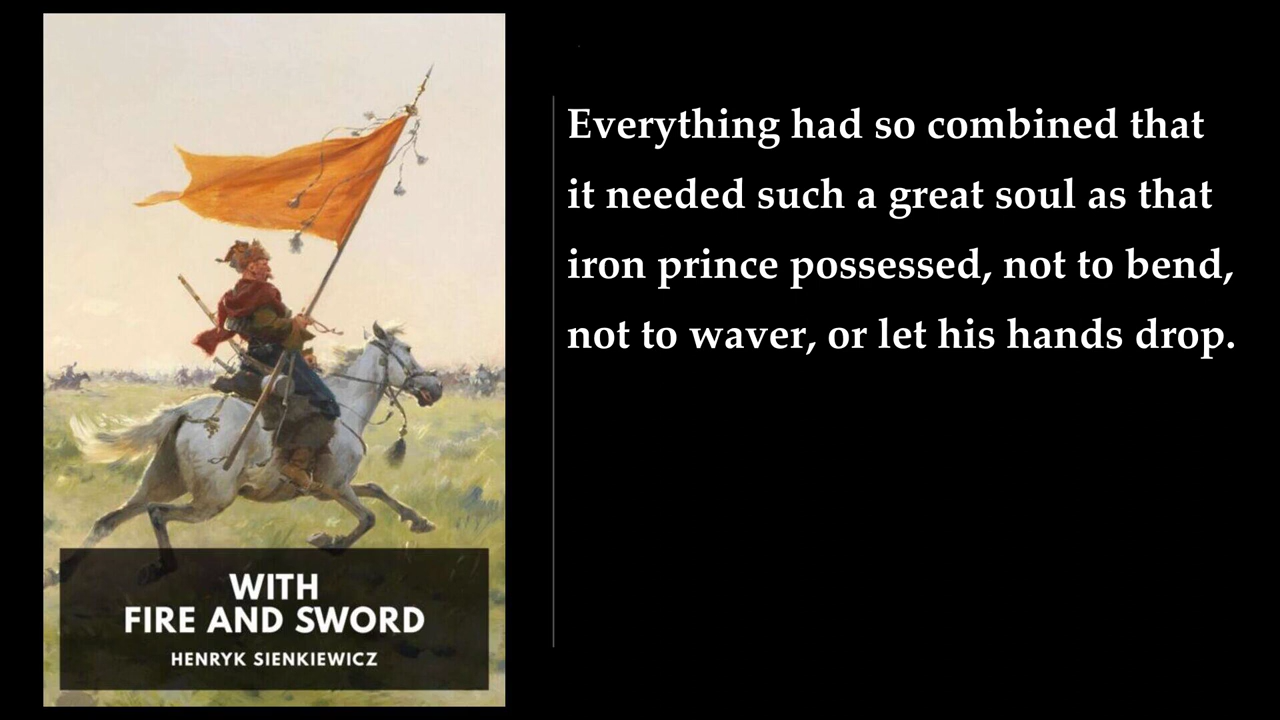 Everything had so combined that
it needed such a great soul as that
iron prince possessed, not to bend,
not to waver, or let his hands drop.
WITH
FIRE AND SWORD
HENRYK SIENKIEWICZ